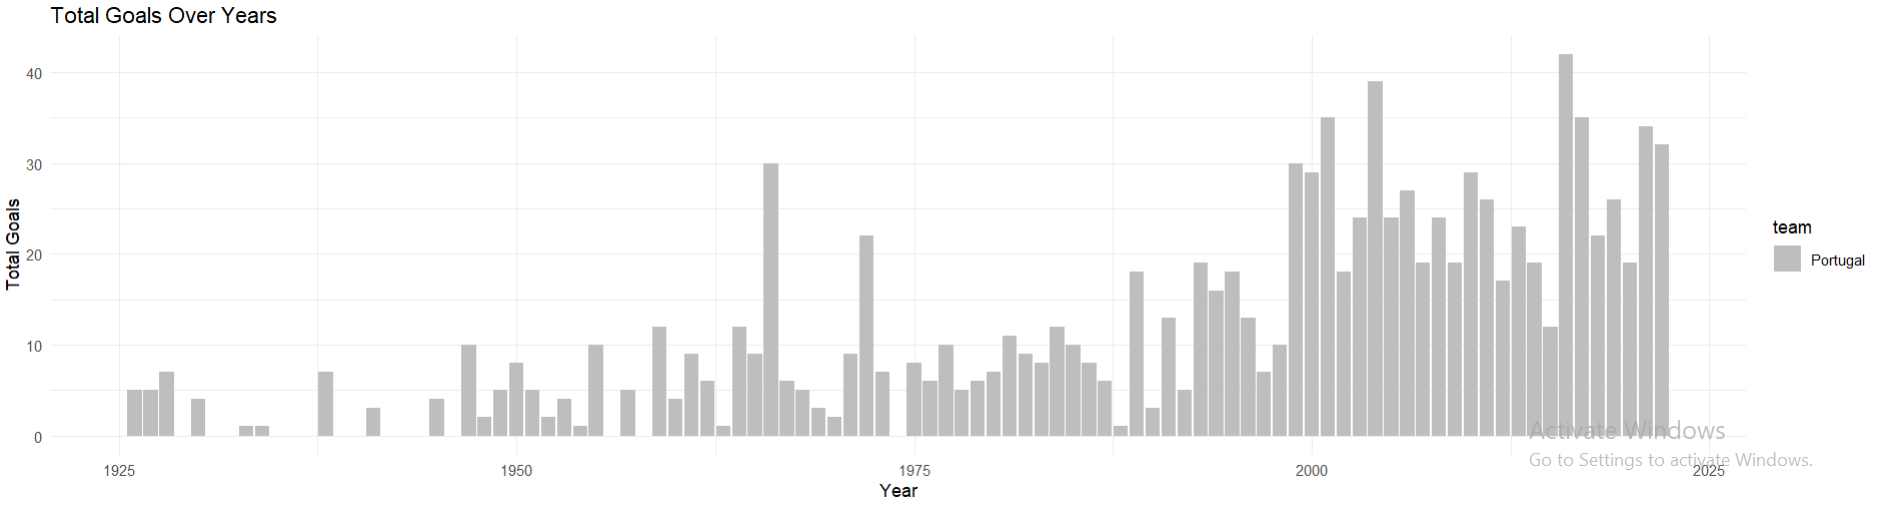 Total Goals Over Years
Total Goals
40
30
20
10
0
1925
1950
1975
2000
2025
Year
team
Portugal
Activate Windows
Go to Settings to activate Windows.